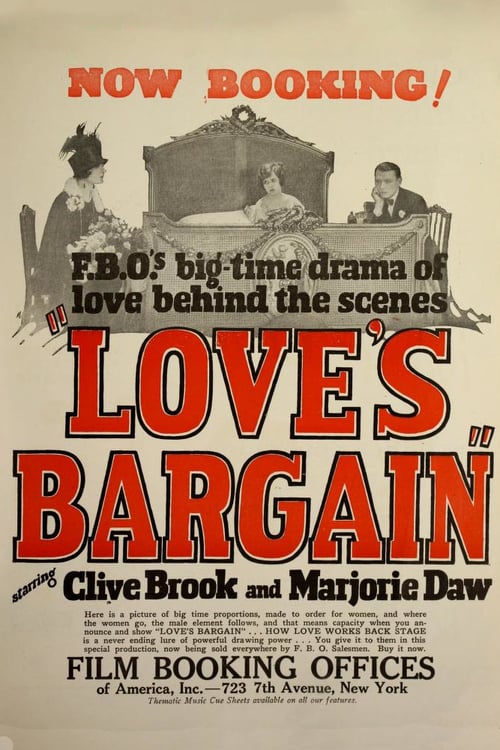 NOW BOOKING!
F.B.O.'s big-time drama of
love behind the scenes
"LOVE'S
BARGAIN"
starring Clive Brook and Marjorie Daw
Here is a picture of big time proportions, made to order for women, and where
the women go, the male element follows, and that means capacity when you an-
nounce and show "LOVE'S BARGAIN" . . . HOW LOVE WORKS BACK STAGE
is a never ending lure of powerful drawing power . . . You give it to them in this
special production, now being sold everywhere by F. B. O. Salesmen. Buy it now.
FILM BOOKING OFFICES
of America, Inc.—723 7th Avenue, New York
Thematic Music Cue Sheets available on all our features.